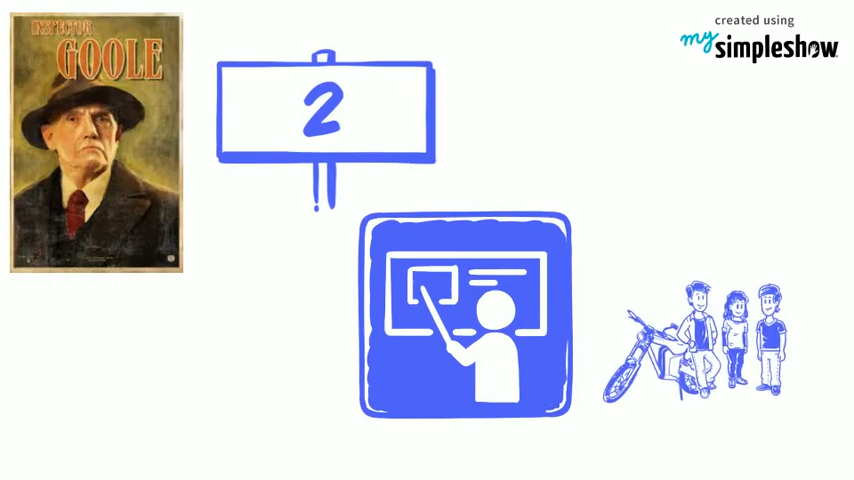 INSPECTOR
GOOLE
2
created using
my simpleshow